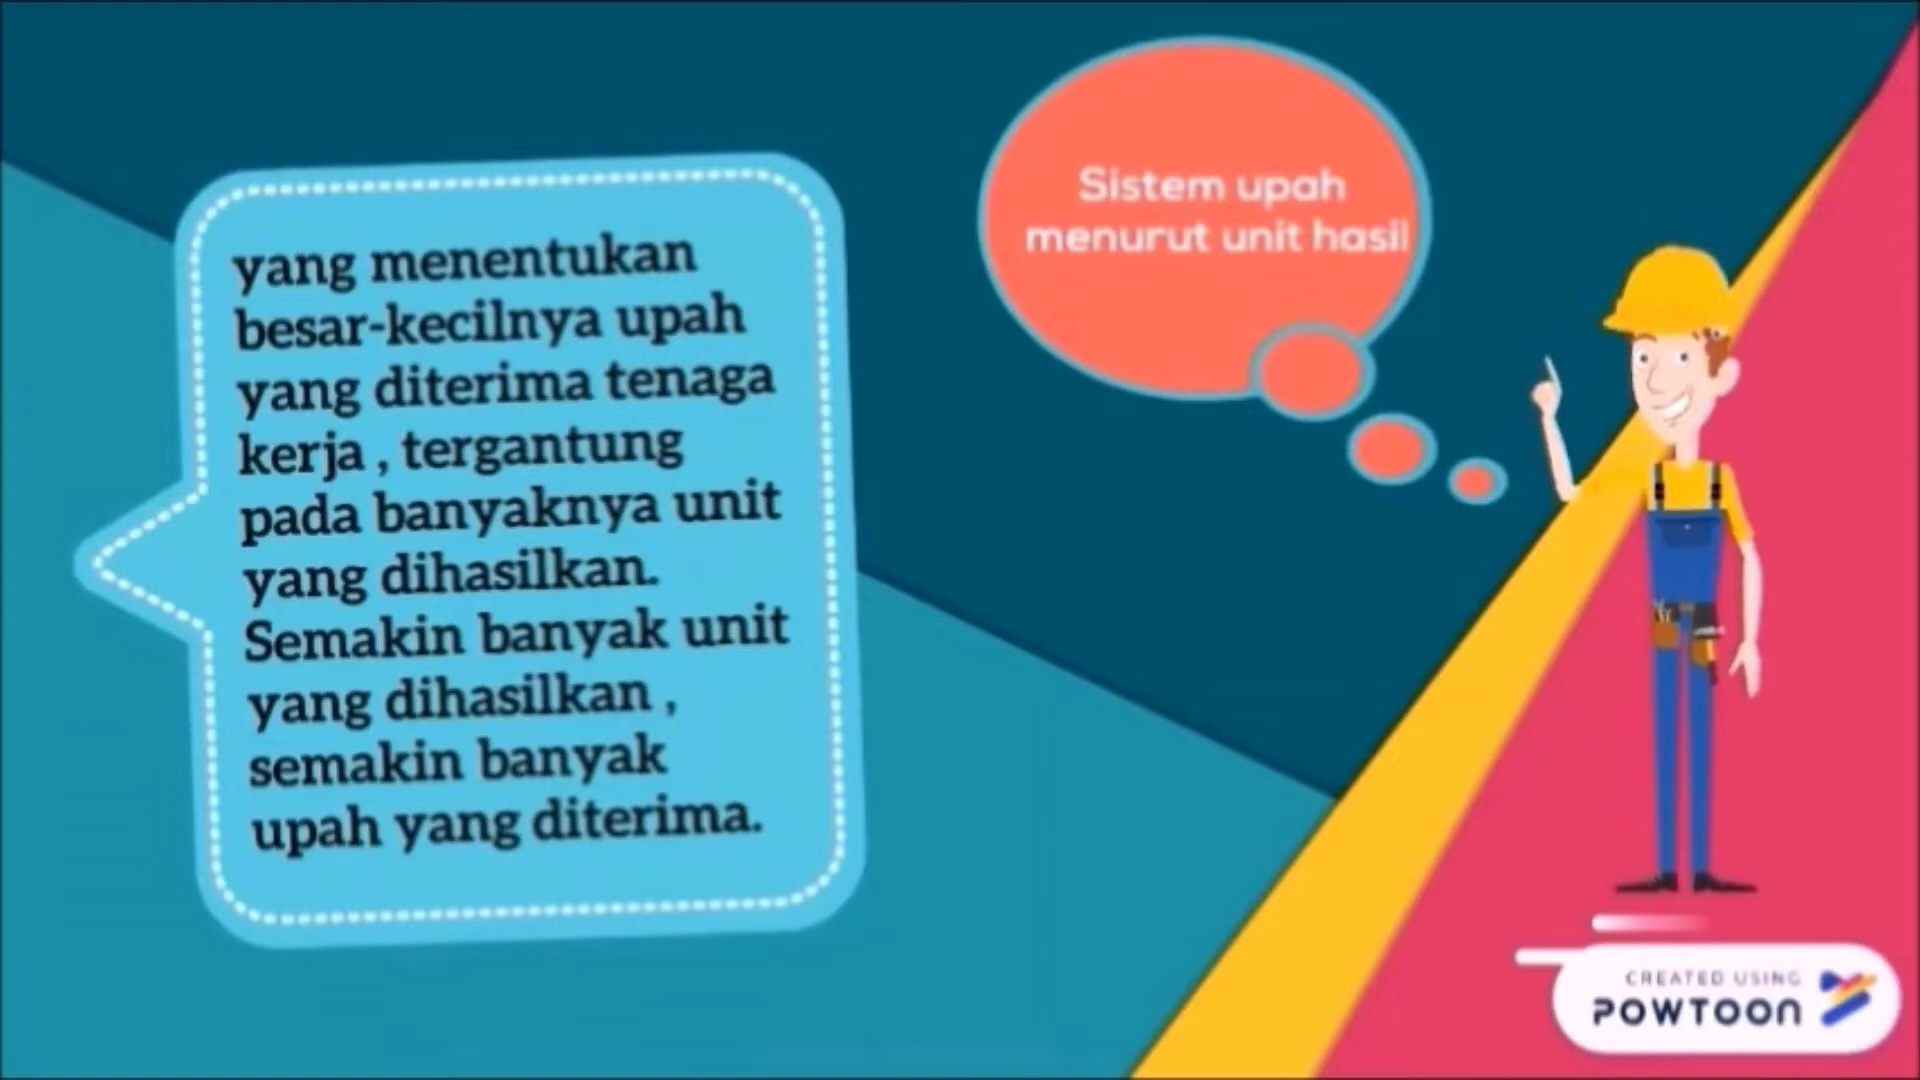 Sistem upah
menurut unit hasil
yang menentukan
besar-kecilnya upah
yang diterima tenaga
kerja , tergantung
pada banyaknya unit
yang dihasilkan.
Semakin banyak unit
yang dihasilkan ,
semakin banyak
upah yang diterima.
CREATED USING
POWTOON